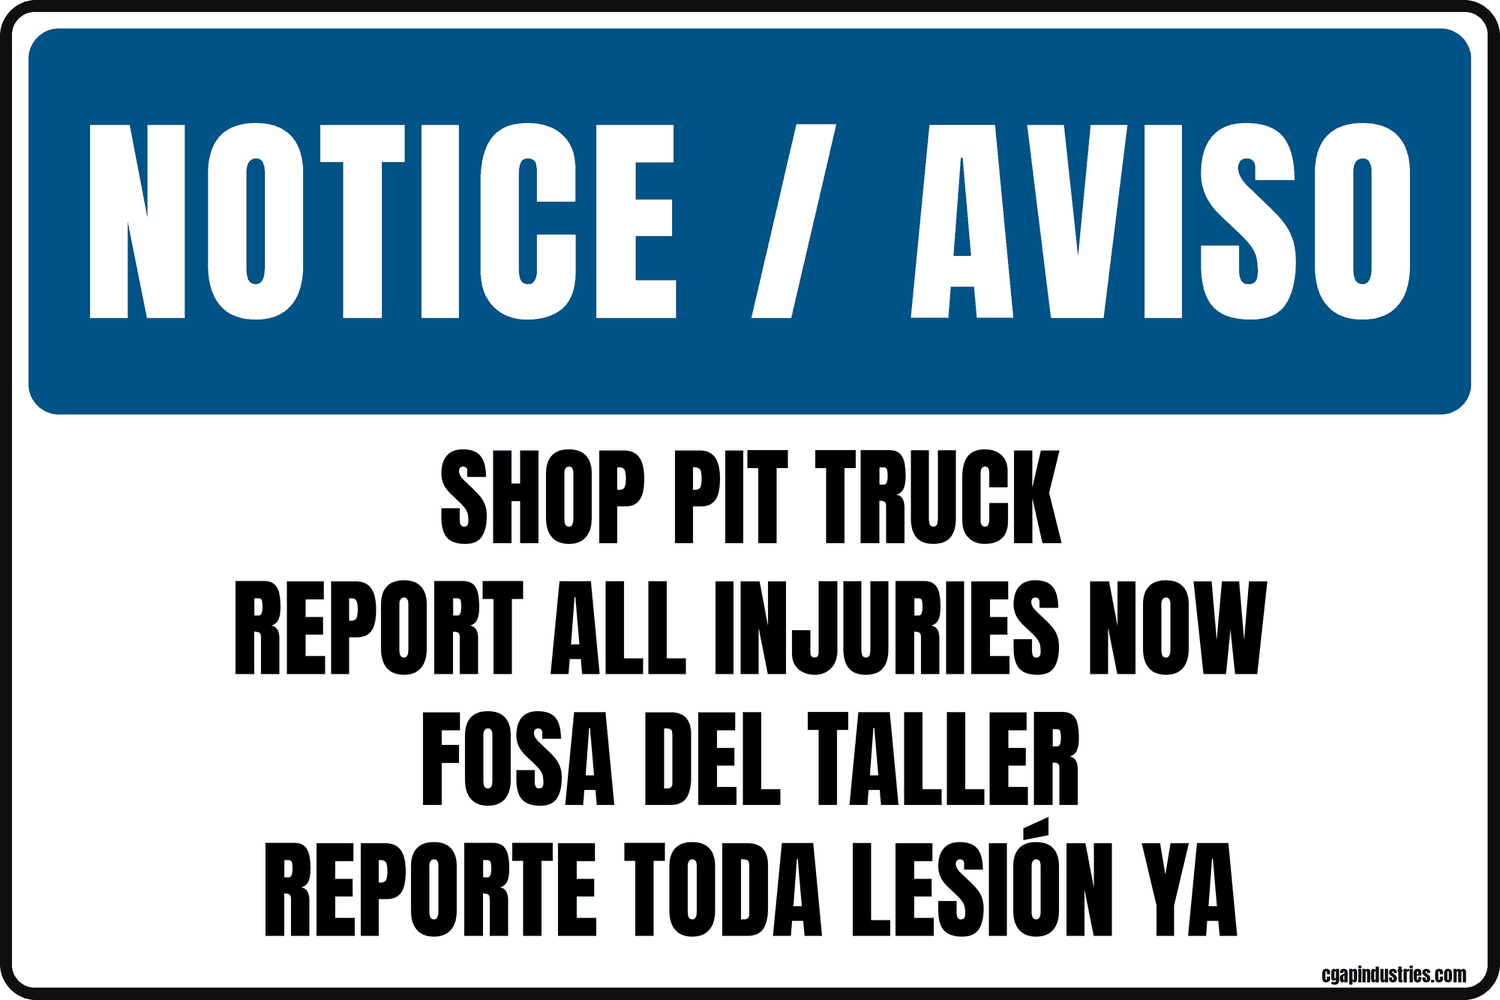 NOTICE / AVISO
SHOP PIT TRUCK
REPORT ALL INJURIES NOW
FOSA DEL TALLER
REPORTE TODA LESIÓN YA
cgapindustries.com